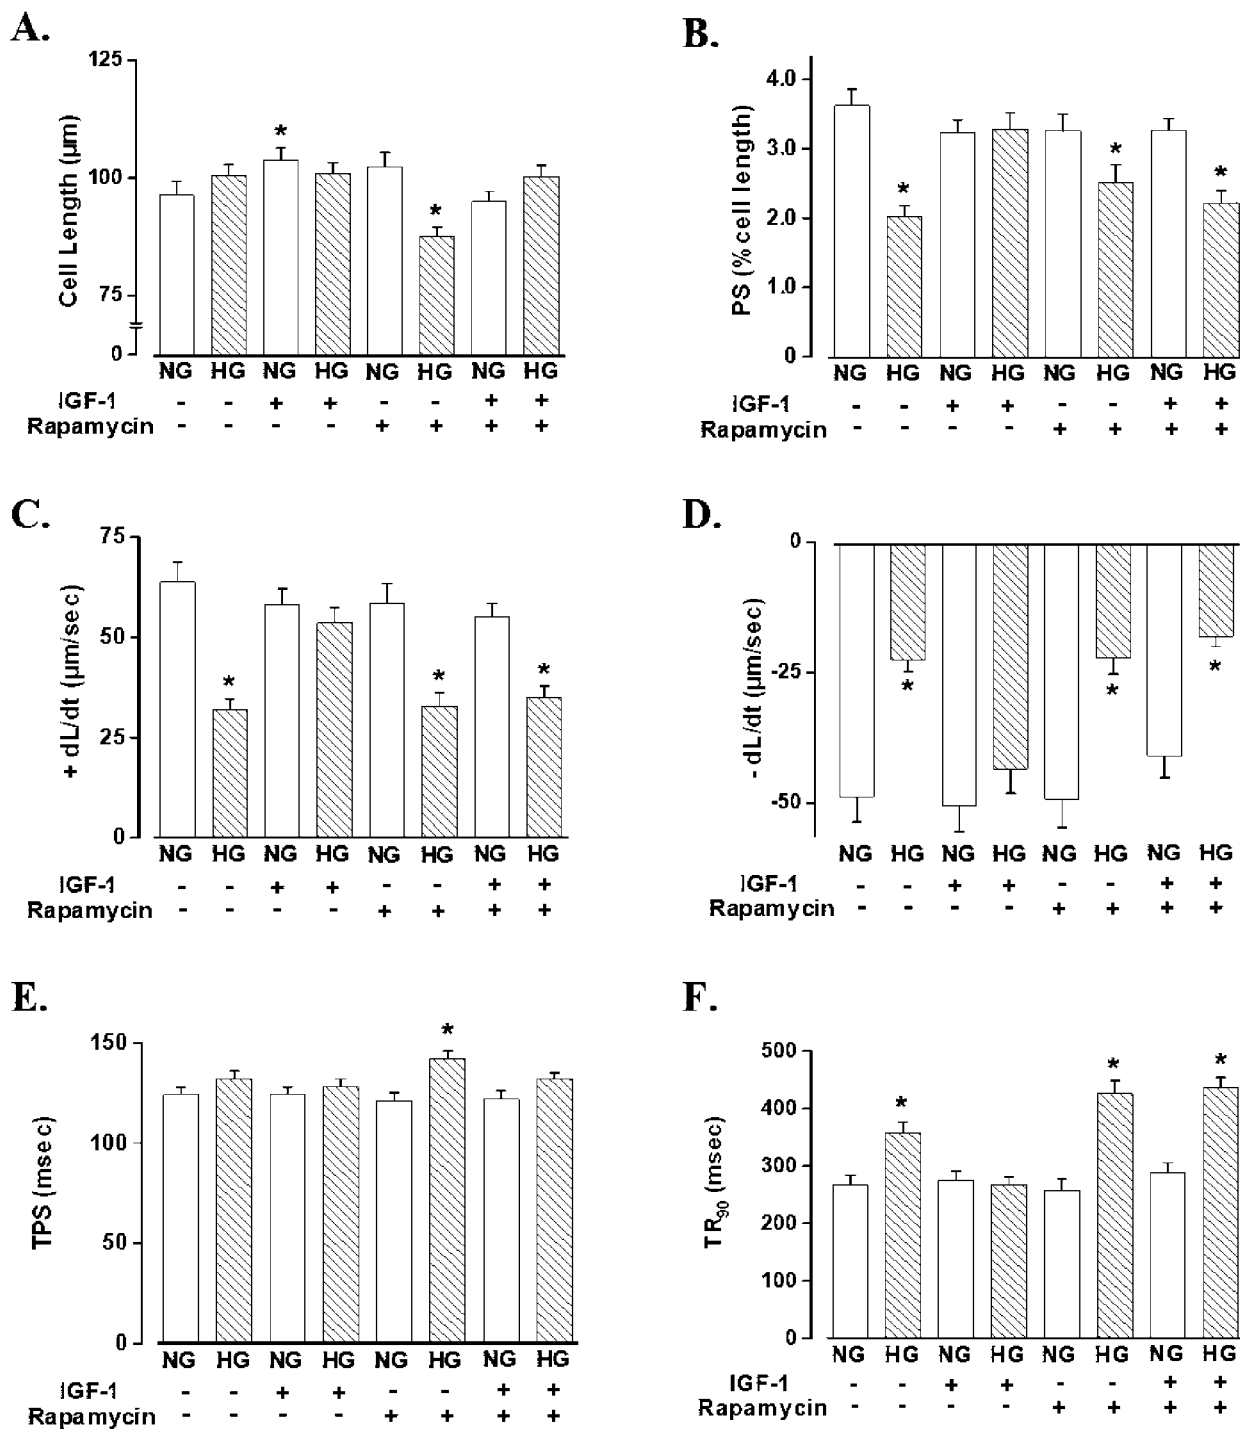 A.
125
100
75
0
Cell Length (µm)
NG HG NG HG NG HG NG HG
IGF-1 - - + + - - + +
Rapamycin - - - - + + + +
B.
4.0
3.0
2.0
1.0
0
PS (% cell length)
NG HG NG HG NG HG NG HG
IGF-1 - - + + - - + +
Rapamycin - - - - + + + +
C.
75
50
25
0
+ dL/dt (µm/sec)
NG HG NG HG NG HG NG HG
IGF-1 - - + + - - + +
Rapamycin - - - - + + + +
D.
0
-25
-50
- dL/dt (µm/sec)
NG HG NG HG NG HG NG HG
IGF-1 - - + + - - + +
Rapamycin - - - - + + + +
E.
150
100
50
0
TPS (msec)
NG HG NG HG NG HG NG HG
IGF-1 - - + + - - + +
Rapamycin - - - - + + + +
F.
500
400
300
200
100
0
TR90 (msec)
NG HG NG HG NG HG NG HG
IGF-1 - - + + - - + +
Rapamycin - - - - + + + +